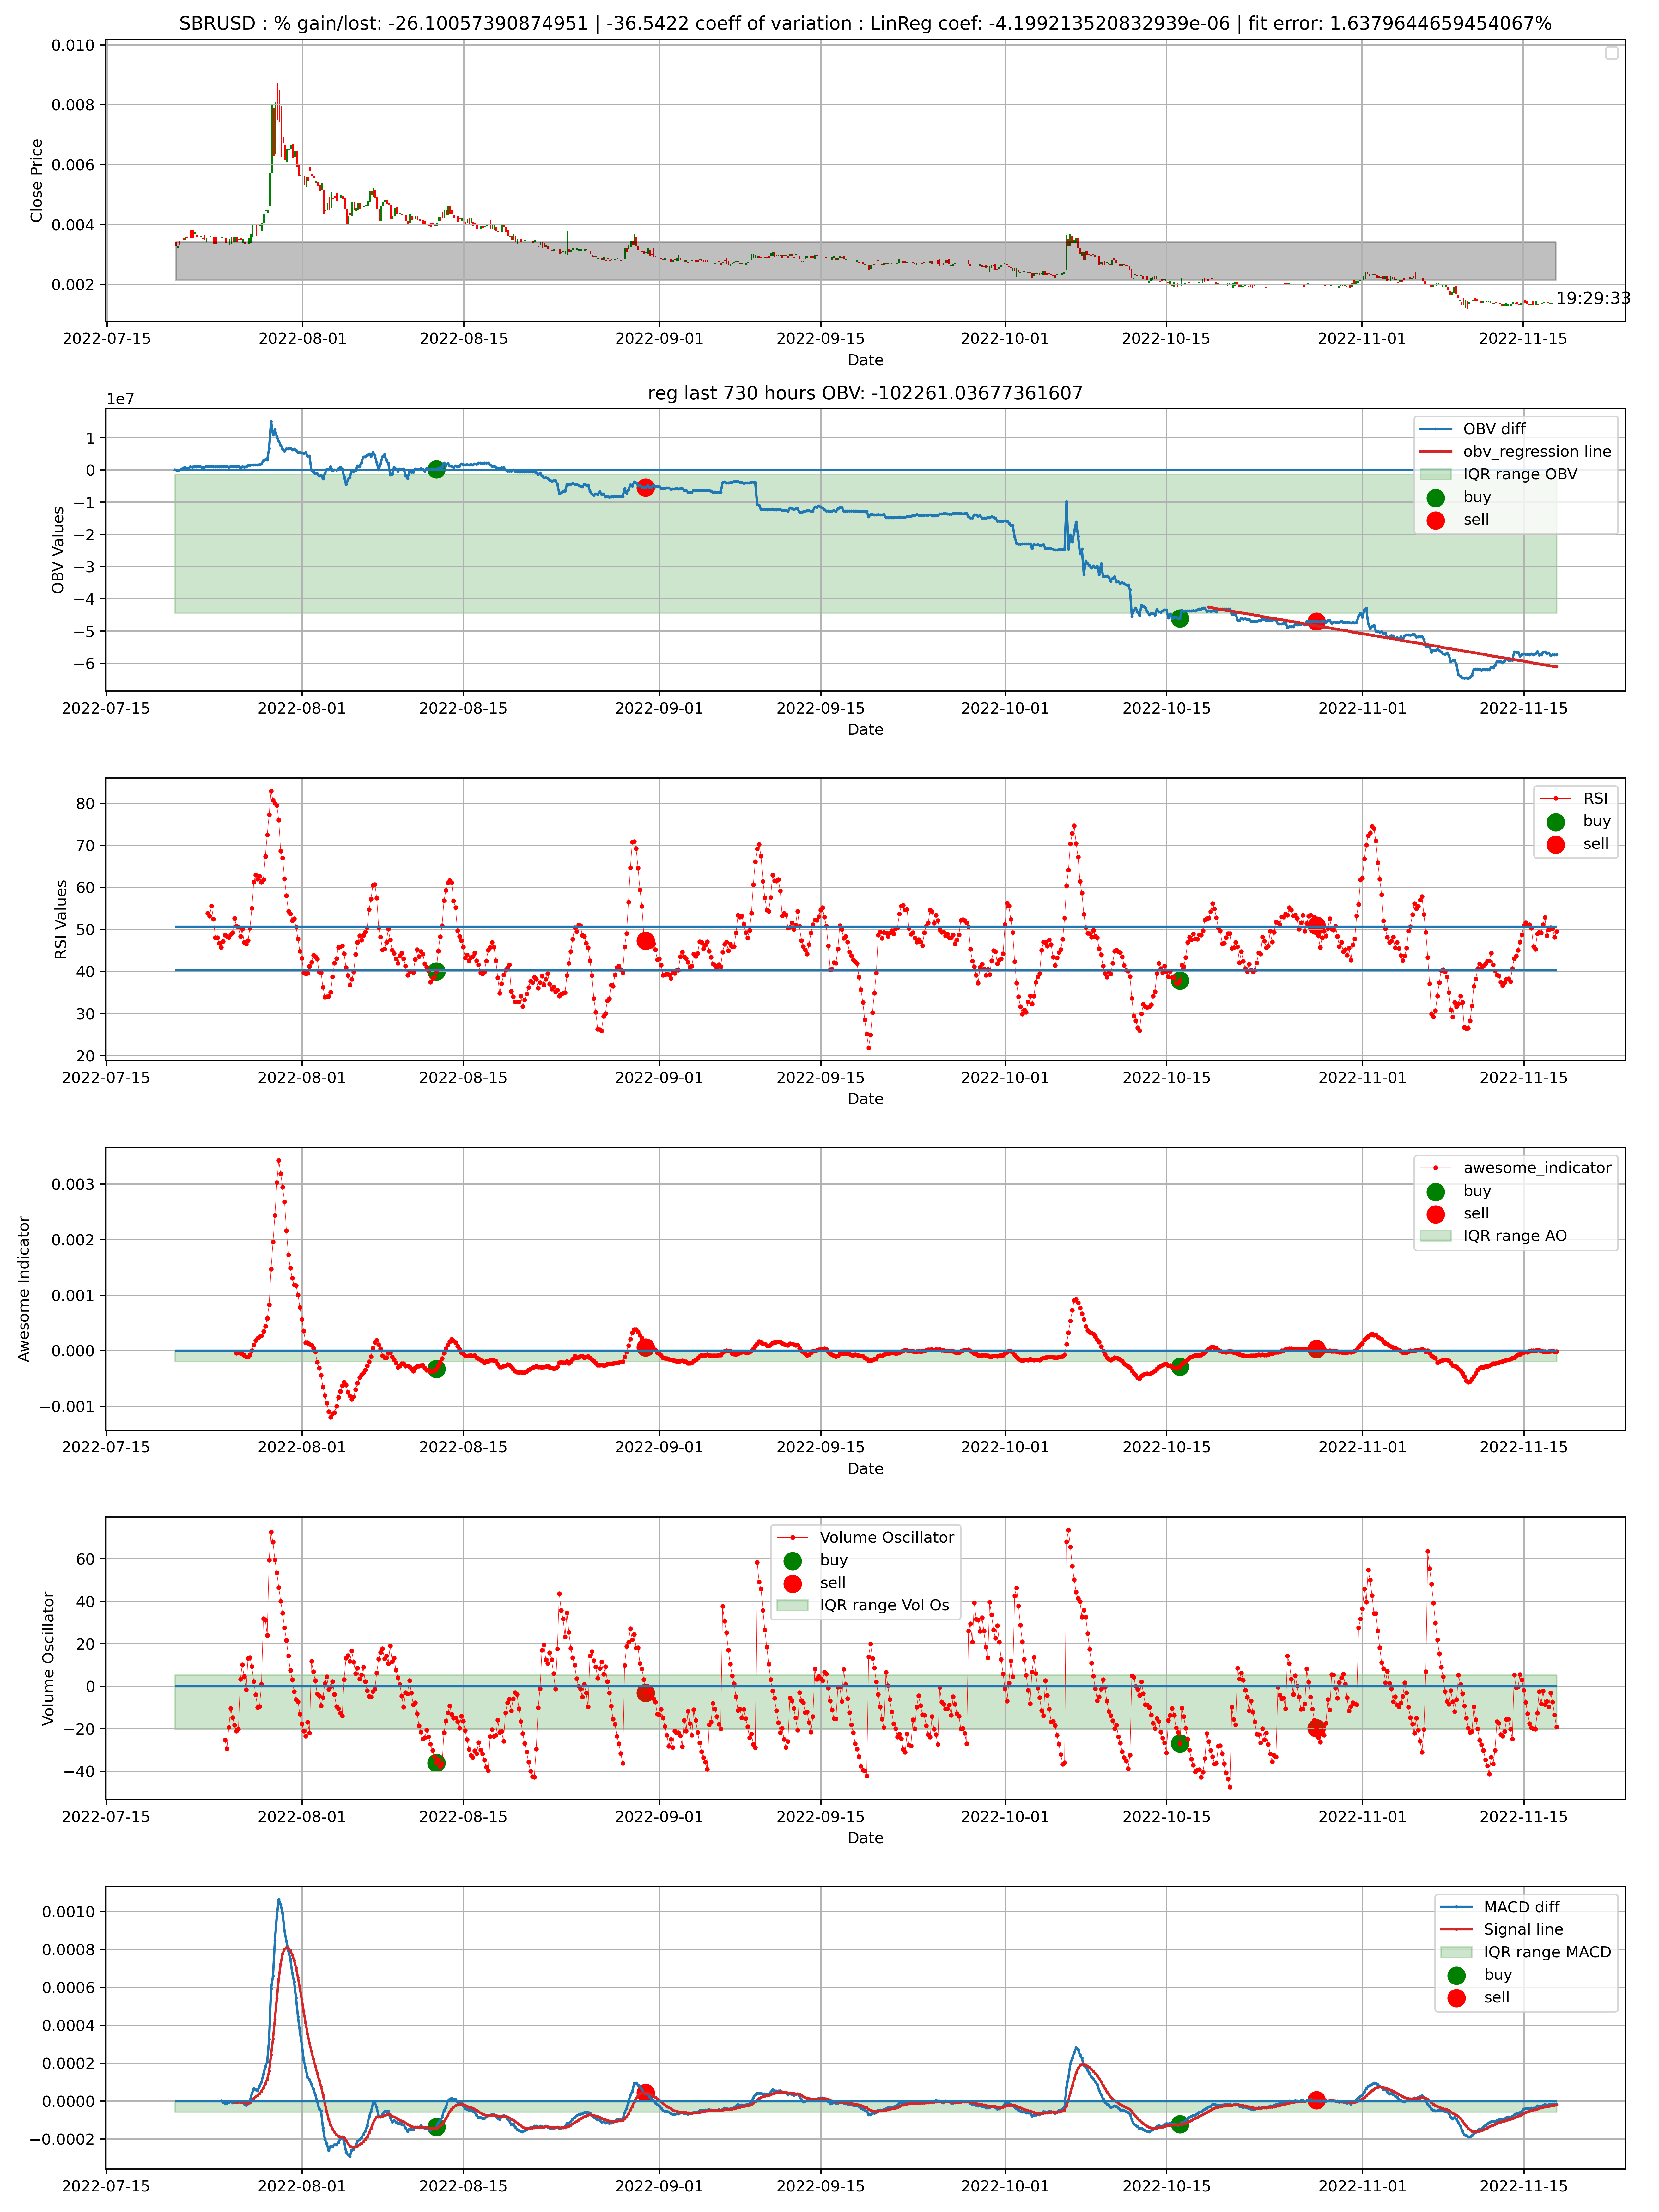 SBRUSD : % gain/lost: -26.10057390874951 | -36.5422 coeff of variation : LinReg coef: -4.199213520832939e-06 | fit error: 1.6379644659454067%
0.010
0.008
0.006
0.004
0.002
Close Price
19:29:33
2022-07-15 2022-08-01 2022-08-15 2022-09-01 2022-09-15 2022-10-01 2022-10-15 2022-11-01 2022-11-15
Date
reg last 730 hours OBV: -102261.03677361607
1e7
1
0
−1
−2
−3
−4
−5
−6
OBV Values
OBV diff
obv_regression line
IQR range OBV
buy
sell
2022-07-15 2022-08-01 2022-08-15 2022-09-01 2022-09-15 2022-10-01 2022-10-15 2022-11-01 2022-11-15
Date
80
70
60
50
40
30
20
RSI Values
RSI
buy
sell
2022-07-15 2022-08-01 2022-08-15 2022-09-01 2022-09-15 2022-10-01 2022-10-15 2022-11-01 2022-11-15
Date
0.003
0.002
0.001
0.000
−0.001
Awesome Indicator
awesome_indicator
buy
sell
IQR range AO
2022-07-15 2022-08-01 2022-08-15 2022-09-01 2022-09-15 2022-10-01 2022-10-15 2022-11-01 2022-11-15
Date
60
40
20
0
−20
−40
Volume Oscillator
Volume Oscillator
buy
sell
IQR range Vol Os
2022-07-15 2022-08-01 2022-08-15 2022-09-01 2022-09-15 2022-10-01 2022-10-15 2022-11-01 2022-11-15
Date
0.0010
0.0008
0.0006
0.0004
0.0002
0.0000
−0.0002
MACD diff
Signal line
IQR range MACD
buy
sell
2022-07-15 2022-08-01 2022-08-15 2022-09-01 2022-09-15 2022-10-01 2022-10-15 2022-11-01 2022-11-15